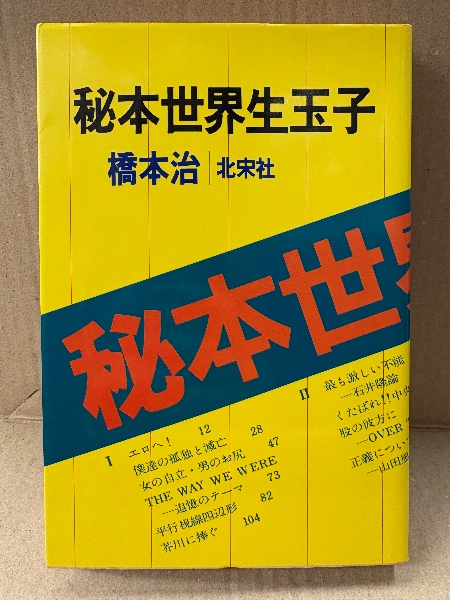 秘本世界生玉子
橋本治 北宋社
秘本世界
I エロヘ! 12
僕達の孤独と滅亡 28
女の自立・男のお尻 47
THE WAY WE WERE
—追憶のテーマ 73
平行視線四辺形 82
芥川に捧ぐ 104
II 最も激しい不能
—石井隆論
くたばれ!!中
股の彼方に
—OVER
正義につい
—山田